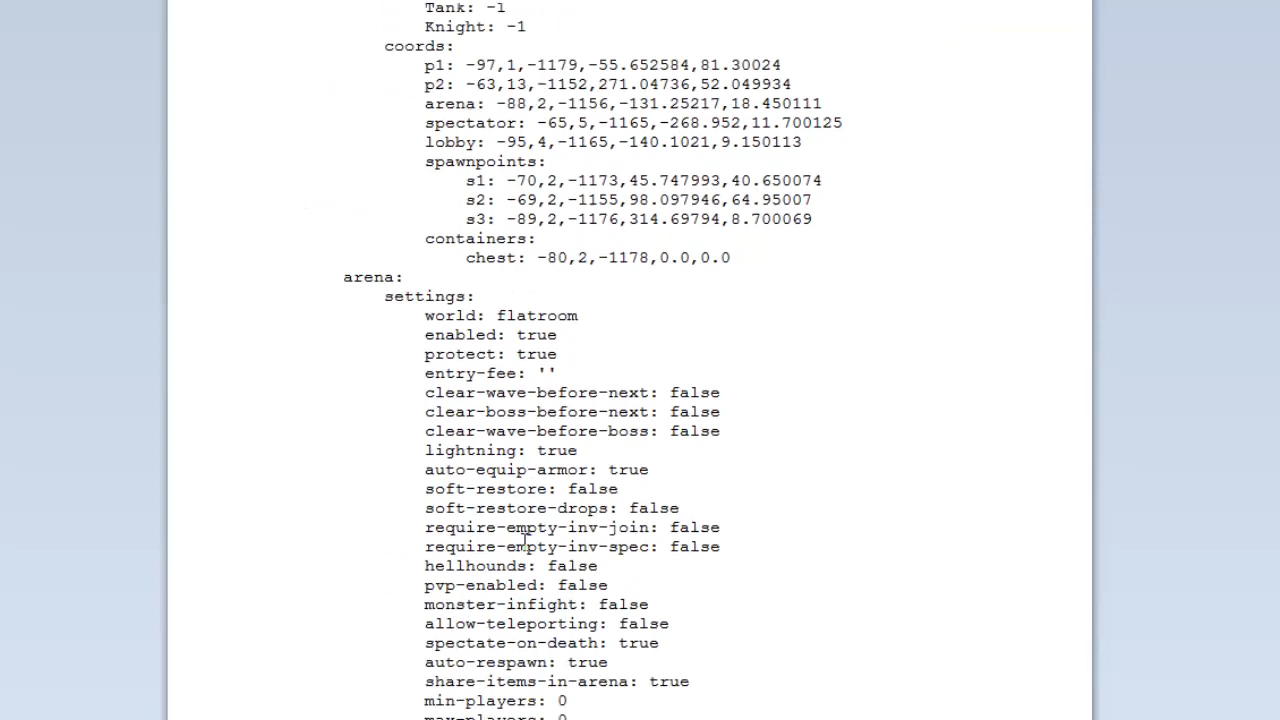 Tank: -1
Knight: -1
coords:
p1: -97,1,-1179,-55.652584,81.30024
p2: -63,13,-1152,271.04736,52.049934
arena: -88,2,-1156,-131.25217,18.450111
spectator: -65,5,-1165,-268.952,11.700125
lobby: -95,4,-1165,-140.1021,9.150113
spawnpoints:
s1: -70,2,-1173,45.747993,40.650074
s2: -69,2,-1155,98.097946,64.95007
s3: -89,2,-1176,314.69794,8.700069
containers:
chest: -80,2,-1178,0.0,0.0
arena:
settings:
world: flatroom
enabled: true
protect: true
entry-fee: ''
clear-wave-before-next: false
clear-boss-before-next: false
clear-wave-before-boss: false
lightning: true
auto-equip-armor: true
soft-restore: false
soft-restore-drops: false
require-empty-inv-join: false
require-empty-inv-spec: false
hellhounds: false
pvp-enabled: false
monster-infight: false
allow-teleporting: false
spectate-on-death: true
auto-respawn: true
share-items-in-arena: true
min-players: 0
max-players: 0